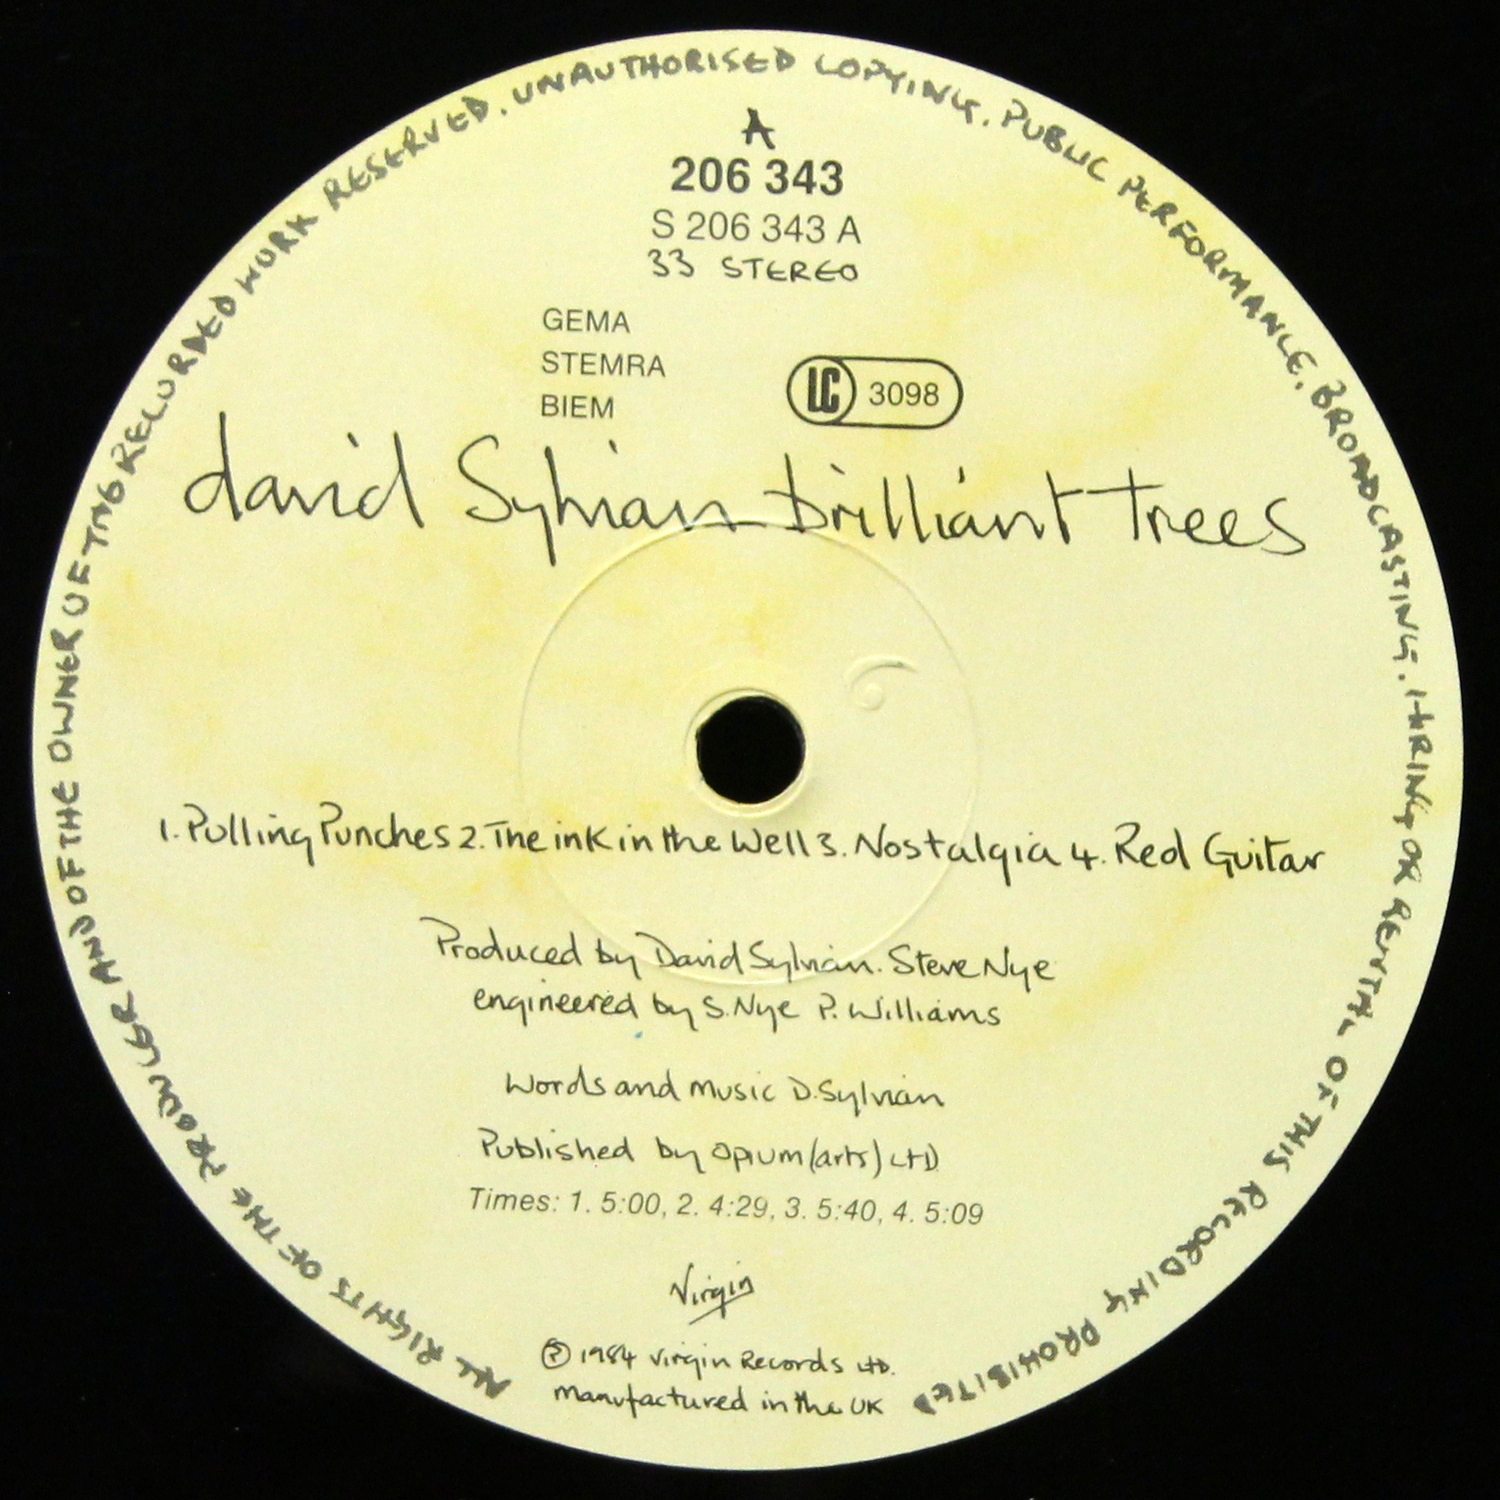 A
206 343
S 206 343 A
33 STEREO
GEMA
STEMRA
BIEM
LC 3098
david Sylvian brilliant trees
1. Pulling Punches 2. The ink in the Well 3. Nostalgia 4. Red Guitar
Produced by David Sylvian. Steve Nye
engineered by S. Nye P. Williams
Words and Music D. Sylvian
Published by Opium (arts) LTD
Times: 1. 5:00, 2. 4:29, 3. 5:40, 4. 5:09
Virgin
℗ 1984 Virgin Records LTD.
manufactured in the UK
ALL RIGHTS OF THE PRODUCER AND OF THE OWNER OF THE RECORDED WORK RESERVED. UNAUTHORISED COPYING. PUBLIC PERFORMANCE. BROADCASTING. HIRING OR RENTAL OF THIS RECORDING PROHIBITED